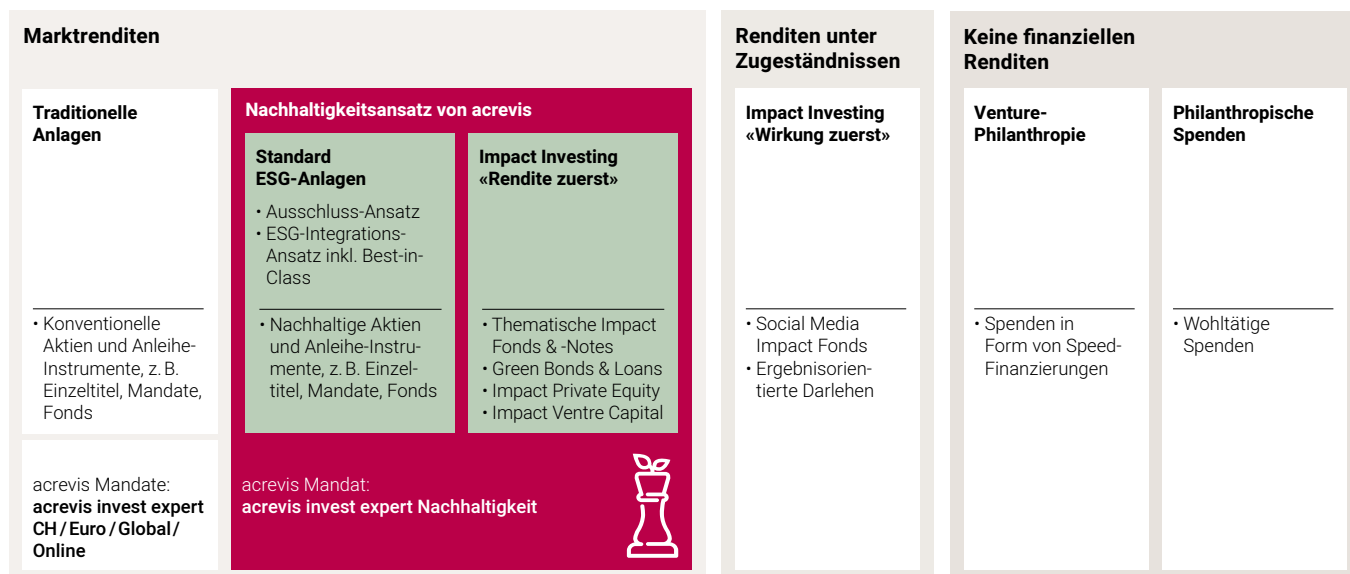 Marktrenditen
Traditionelle
Anlagen
• Konventionelle
Aktien und Anleihe-
Instrumente, z. B.
Einzeltitel, Mandate,
Fonds
acrevis Mandate:
acrevis invest expert
CH / Euro / Global /
Online
Nachhaltigkeitsansatz von acrevis
Standard
ESG-Anlagen
• Ausschluss-Ansatz
• ESG-Integrations-
Ansatz inkl. Best-in-
Class
• Nachhaltige Aktien
und Anleihe-Instru-
mente, z. B. Einzel-
titel, Mandate, Fonds
Impact Investing
«Rendite zuerst»
• Thematische Impact
Fonds & -Notes
• Green Bonds & Loans
• Impact Private Equity
• Impact Ventre Capital
acrevis Mandat:
acrevis invest expert Nachhaltigkeit
Renditen unter
Zugeständnissen
Impact Investing
«Wirkung zuerst»
• Social Media
Impact Fonds
• Ergebnisorien-
tierte Darlehen
Keine finanziellen
Renditen
Venture-
Philanthropie
• Spenden in
Form von Speed-
Finanzierungen
Philanthropische
Spenden
• Wohltätige
Spenden